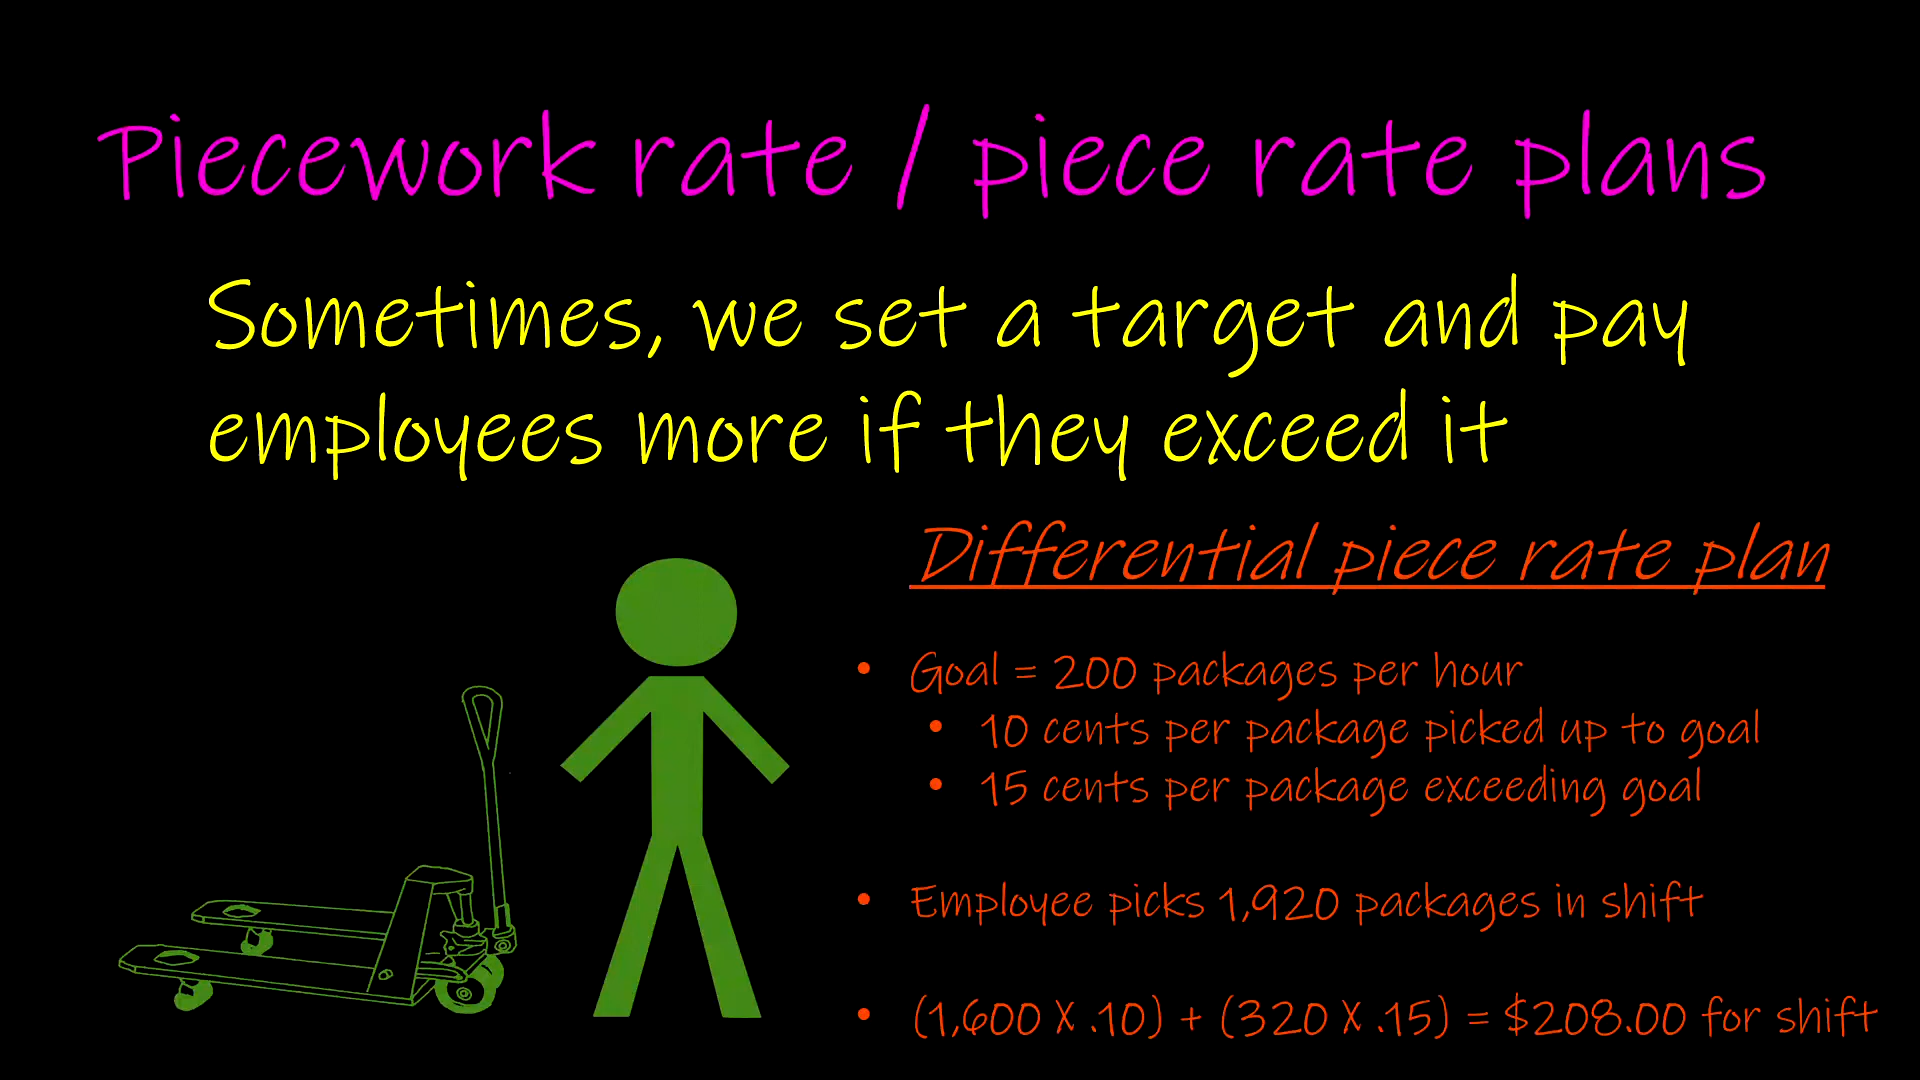 Piecework rate / piece rate plans
Sometimes, we set a target and pay
employees more if they exceed it
Differential piece rate plan
• Goal = 200 packages per hour
• 10 cents per package picked up to goal
• 15 cents per package exceeding goal
• Employee picks 1,920 packages in shift
• (1,600 X .10) + (320 X .15) = $208.00 for shift